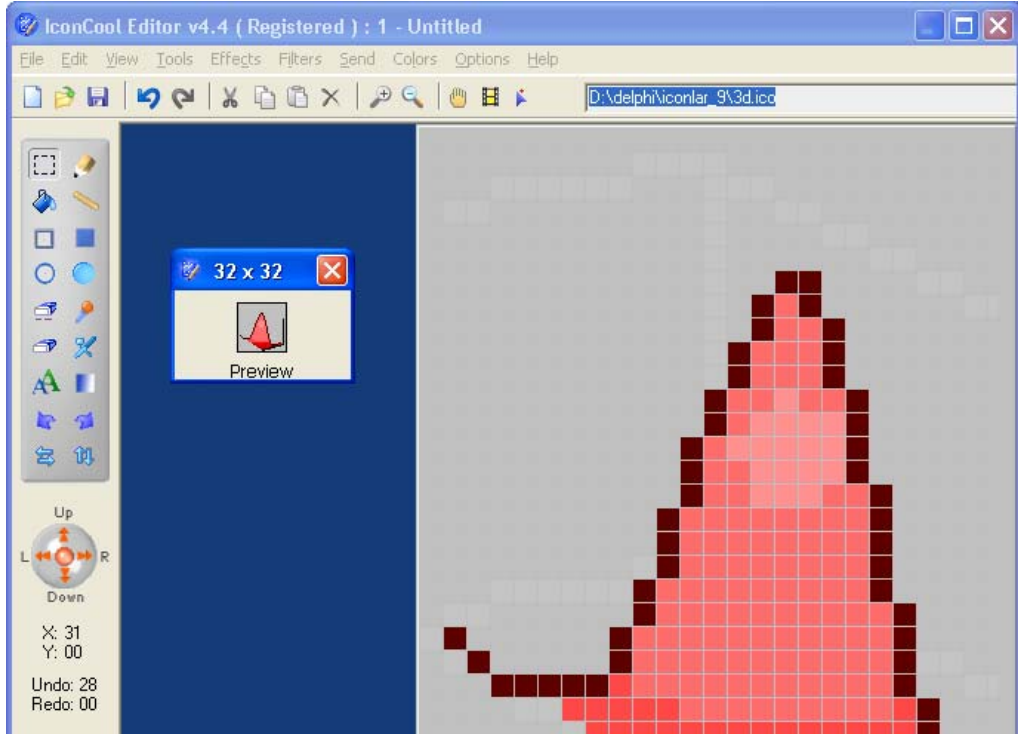 IconCool Editor v4.4 ( Registered ) : 1 - Untitled
File Edit View Tools Effects Filters Send Colors Options Help
D:\delphi\iconlar_9\3d.ico
32 x 32
Preview
Up
L R
Down
X: 31
Y: 00
Undo: 28
Redo: 00